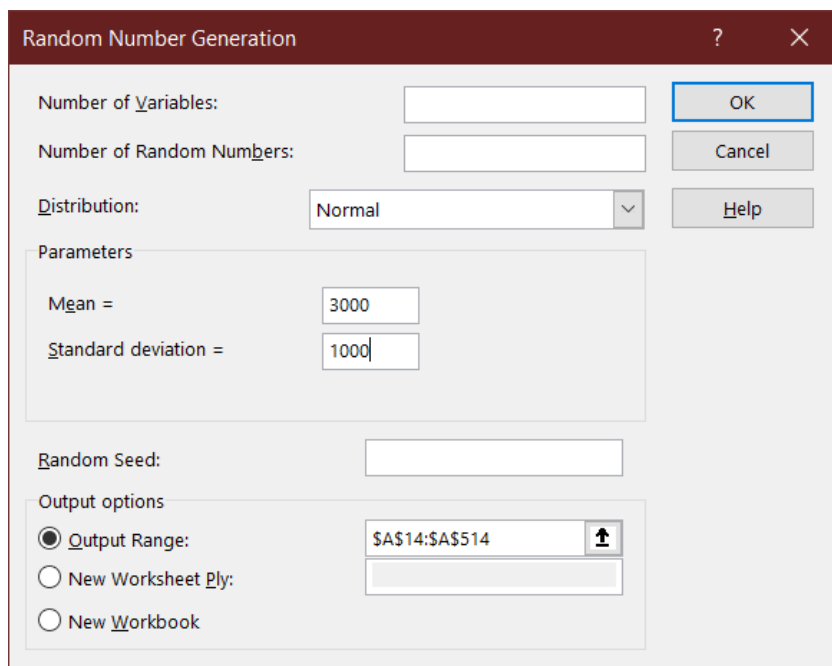 Random Number Generation ? ×
Number of Variables:
OK
Number of Random Numbers:
Cancel
Distribution:
Normal
Help
Parameters
Mean =
3000
Standard deviation =
1000
Random Seed:
Output options
Output Range:
$A$14:$A$514
New Worksheet Ply:
New Workbook